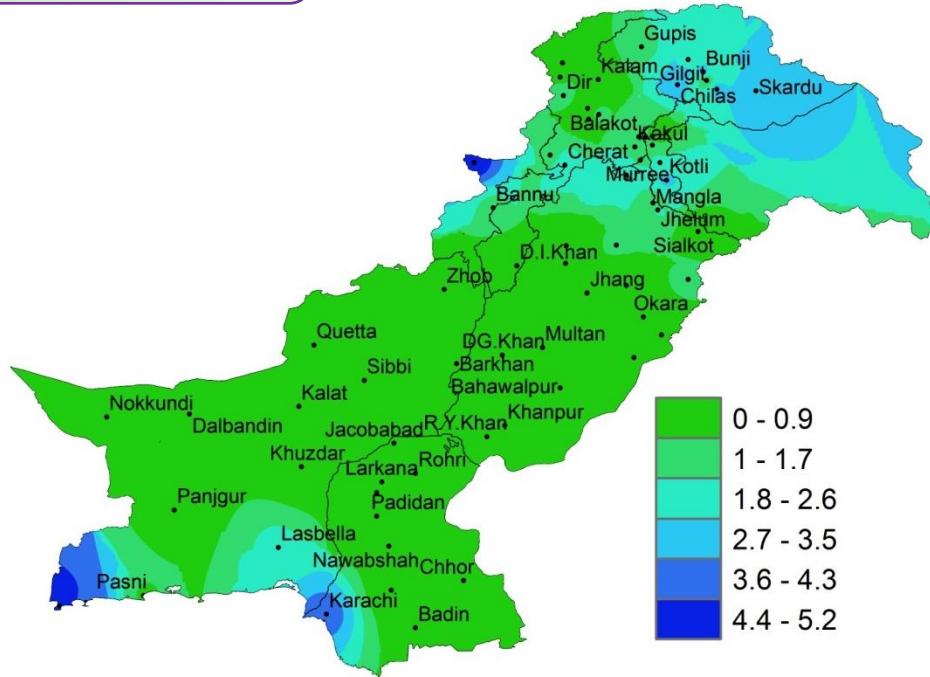 Gupis
Kalam
Bunji
Dir
Gilgit
Skardu
Chilas
Balakot
Kakul
Cherat
Kotli
Murree
Bannu
Mangla
Jhelum
Sialkot
D.I.Khan
Zhob
Jhang
Okara
Quetta
DG.Khan
Multan
Sibbi
Barkhan
Bahawalpur
Kalat
Nokkundi
Dalbandin
R.Y.Khan
Khanpur
Jacobabad
Khuzdar
Rohri
Larkana
Panjgur
Padidan
Lasbella
Nawabshah
Chhor
Pasni
Karachi
Badin
0 - 0.9
1 - 1.7
1.8 - 2.6
2.7 - 3.5
3.6 - 4.3
4.4 - 5.2